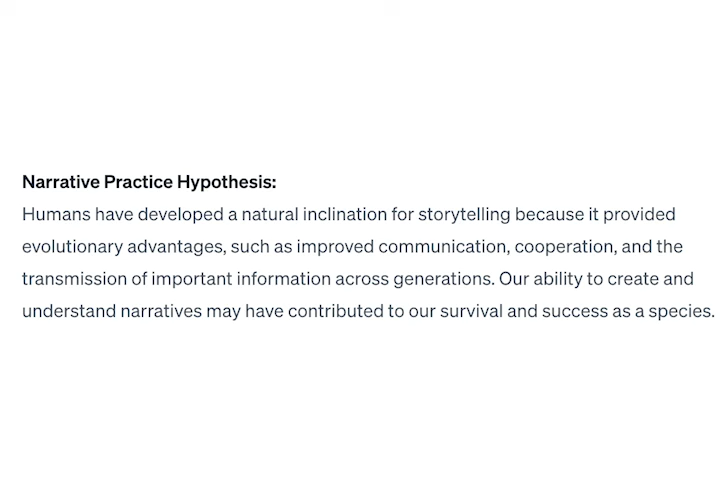 Narrative Practice Hypothesis:
Humans have developed a natural inclination for storytelling because it provided
evolutionary advantages, such as improved communication, cooperation, and the
transmission of important information across generations. Our ability to create and
understand narratives may have contributed to our survival and success as a species.